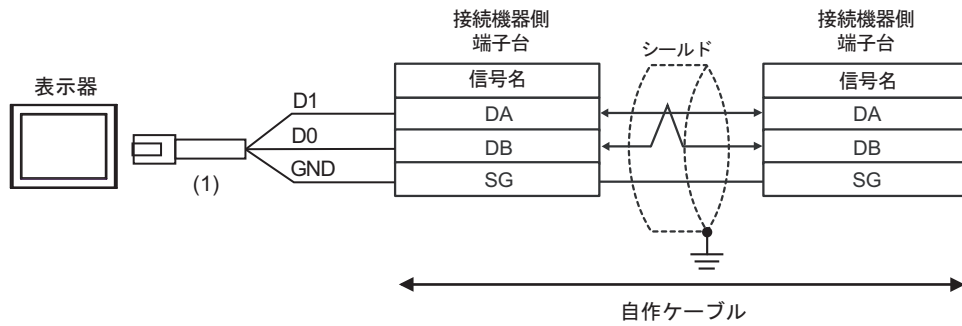 表示器
(1)
D1
D0
GND
接続機器側
端子台
信号名
DA
DB
SG
シールド
接続機器側
端子台
信号名
DA
DB
SG
自作ケーブル